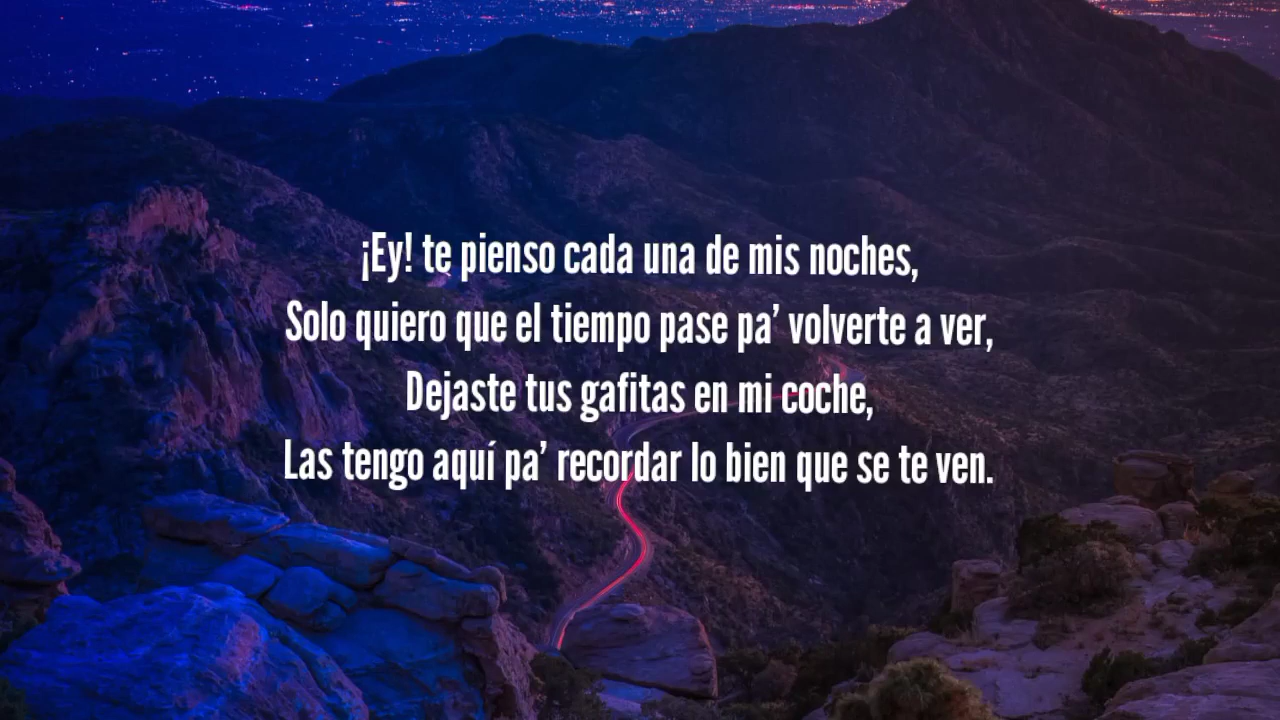 ¡Ey! te pienso cada una de mis noches,
Solo quiero que el tiempo pase pa’ volverte a ver,
Dejaste tus gafitas en mi coche,
Las tengo aquí pa’ recordar lo bien que se te ven.